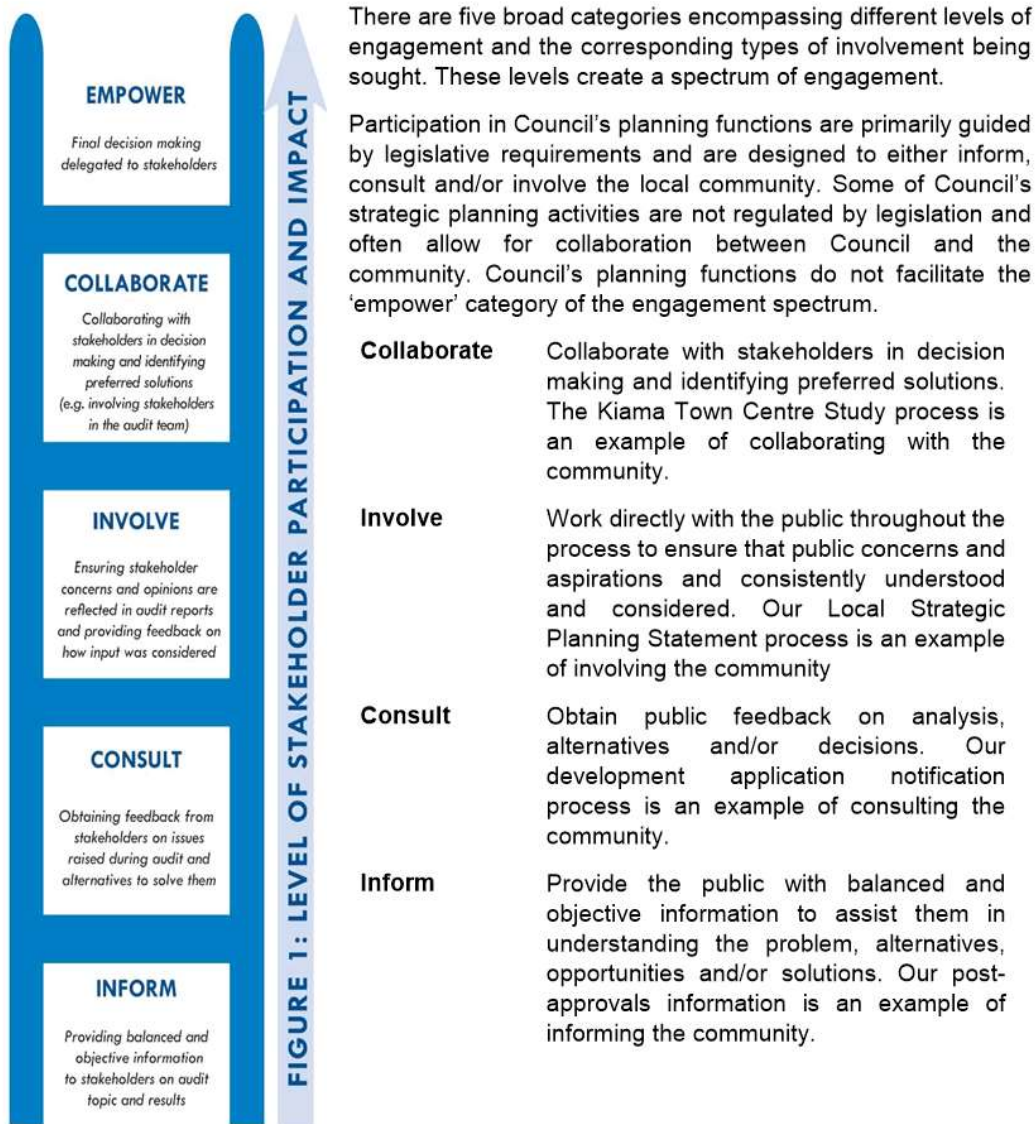 EMPOWER
Final decision making
delegated to stakeholders
COLLABORATE
Collaborating with
stakeholders in decision
making and identifying
preferred solutions
(e.g. involving stakeholders
in the audit team)
INVOLVE
Ensuring stakeholder
concerns and opinions are
reflected in audit reports
and providing feedback on
how input was considered
CONSULT
Obtaining feedback from
stakeholders on issues
raised during audit and
alternatives to solve them
INFORM
Providing balanced and
objective information
to stakeholders on audit
topic and results
FIGURE 1: LEVEL OF STAKEHOLDER PARTICIPATION AND IMPACT
There are five broad categories encompassing different levels of
engagement and the corresponding types of involvement being
sought. These levels create a spectrum of engagement.
Participation in Council's planning functions are primarily guided
by legislative requirements and are designed to either inform,
consult and/or involve the local community. Some of Council's
strategic planning activities are not regulated by legislation and
often allow for collaboration between Council and the
community. Council's planning functions do not facilitate the
'empower' category of the engagement spectrum.
Collaborate
Collaborate with stakeholders in decision
making and identifying preferred solutions.
The Kiama Town Centre Study process is
an example of collaborating with the
community.
Involve
Work directly with the public throughout the
process to ensure that public concerns and
aspirations and consistently understood
and considered. Our Local Strategic
Planning Statement process is an example
of involving the community
Consult
Obtain public feedback on analysis,
alternatives and/or decisions. Our
development application notification
process is an example of consulting the
community.
Inform
Provide the public with balanced and
objective information to assist them in
understanding the problem, alternatives,
opportunities and/or solutions. Our post-
approvals information is an example of
informing the community.